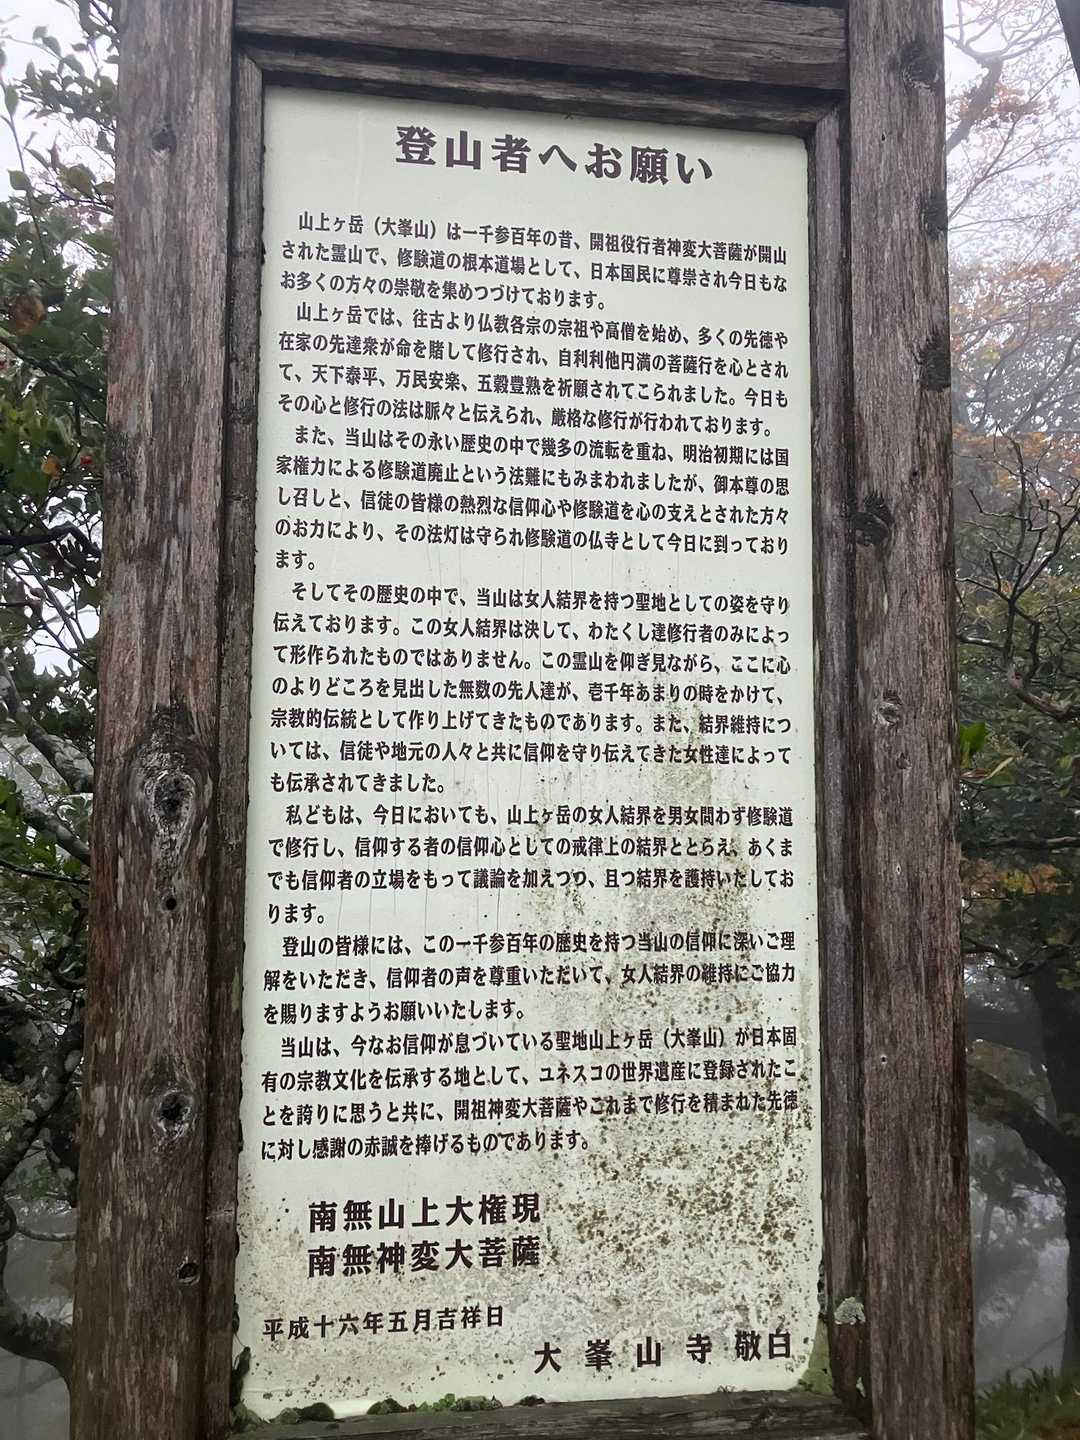 登山者へお願い
山上ヶ岳（大峯山）は一千参百年の昔、開祖役行者神変大菩薩が開山
された霊山で、修験道の根本道場として、日本国民に尊崇され今日もな
お多くの方々の崇敬を集めつづけております。
山上ヶ岳では、往古より仏教各宗の宗祖や高僧を始め、多くの先徳や
在家の先達衆が命を賭して修行され、自利利他円満の菩薩行を心とされ
て、天下泰平、万民安楽、五穀豊熟を祈願されてこられました。今日も
その心と修行の法は脈々と伝えられ、厳格な修行が行われております。
また、当山はその永い歴史の中で幾多の流転を重ね、明治初期には国
家権力による修験道廃止という法難にもみまわれましたが、御本尊の思
し召しと、信徒の皆様の熱烈な信仰心や修験道を心の支えとされた方々
のお力により、その法灯は守られ修験道の仏寺として今日に到っており
ます。
そしてその歴史の中で、当山は女人結界を持つ聖地としての姿を守り
伝えております。この女人結界は決して、わたくし達修行者のみによっ
て形作られたものではありません。この霊山を仰ぎ見ながら、ここに心
のよりどころを見出した無数の先人達が、壱千年あまりの時をかけて、
宗教的伝統として作り上げてきたものであります。また、結界維持につ
いては、信徒や地元の人々と共に信仰を守り伝えてきた女性達によって
も伝承されてきました。
私どもは、今日においても、山上ヶ岳の女人結界を男女問わず修験道
で修行し、信仰する者の信仰心としての戒律上の結界ととらえ、あくま
でも信仰者の立場をもって議論を加えつつ、且つ結界を護持いたしてお
ります。
登山の皆様には、この一千参百年の歴史を持つ当山の信仰に深いご理
解をいただき、信仰者の声を尊重いただいて、女人結界の維持にご協力
を賜りますようお願いいたします。
当山は、今なお信仰が息づいている聖地山上ヶ岳（大峯山）が日本固
有の宗教文化を伝承する地として、ユネスコの世界遺産に登録されたこ
とを誇りに思うと共に、開祖神変大菩薩やこれまで修行を積まれた先徳
に対し感謝の赤誠を捧げるものであります。
南無山上大権現
南無神変大菩薩
平成十六年五月吉祥日
大峯山寺 敬白